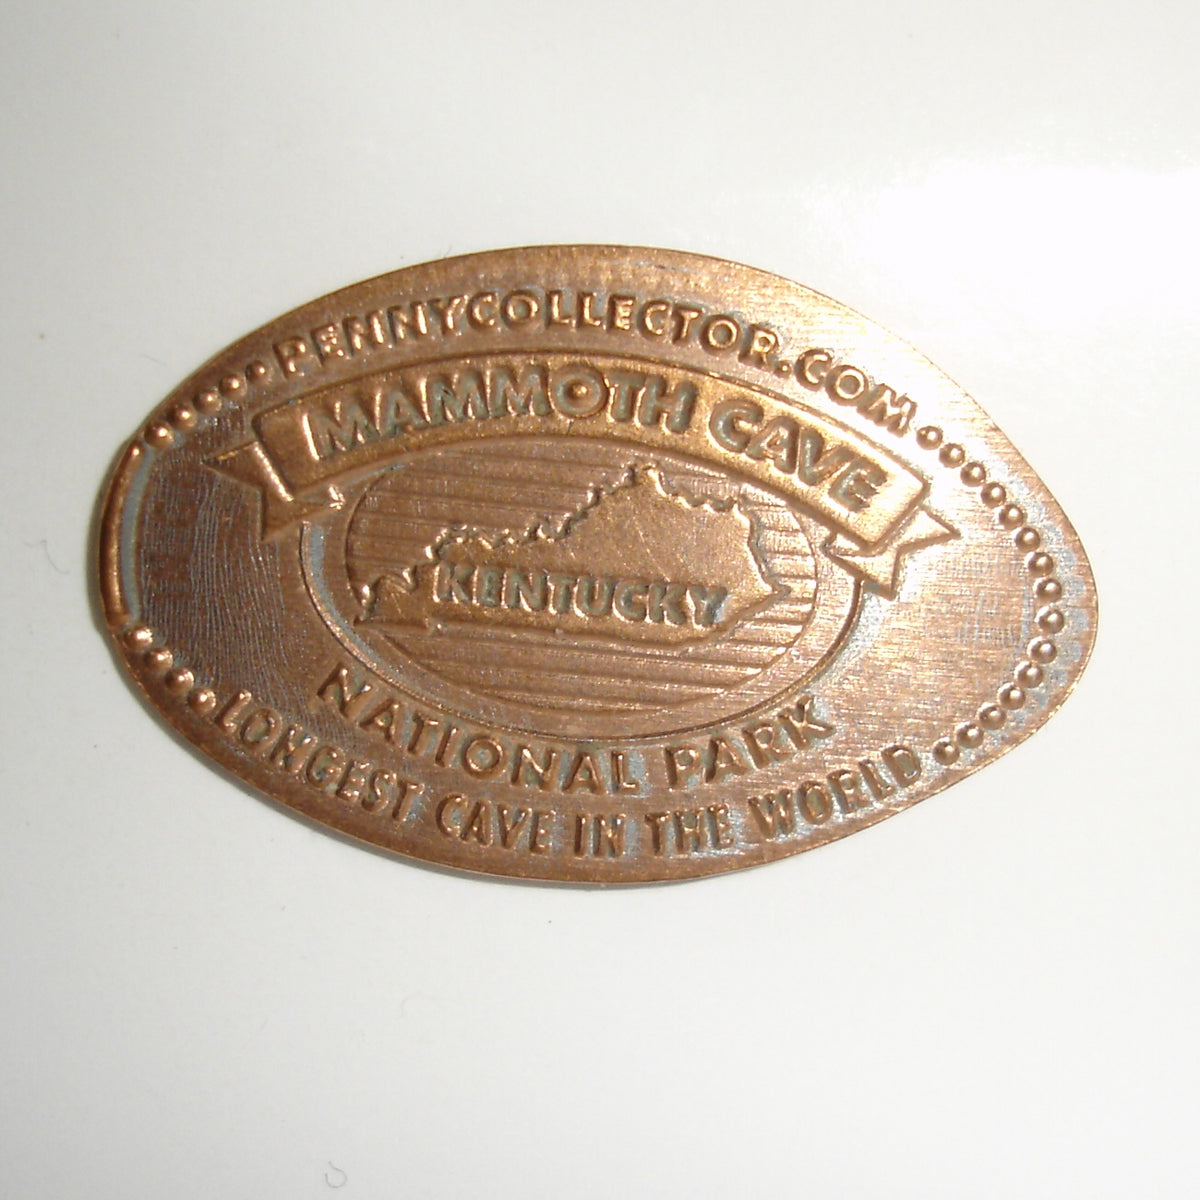 PENNYCOLLECTOR.COM
MAMMOTH CAVE
KENTUCKY
NATIONAL PARK
LONGEST CAVE IN THE WORLD